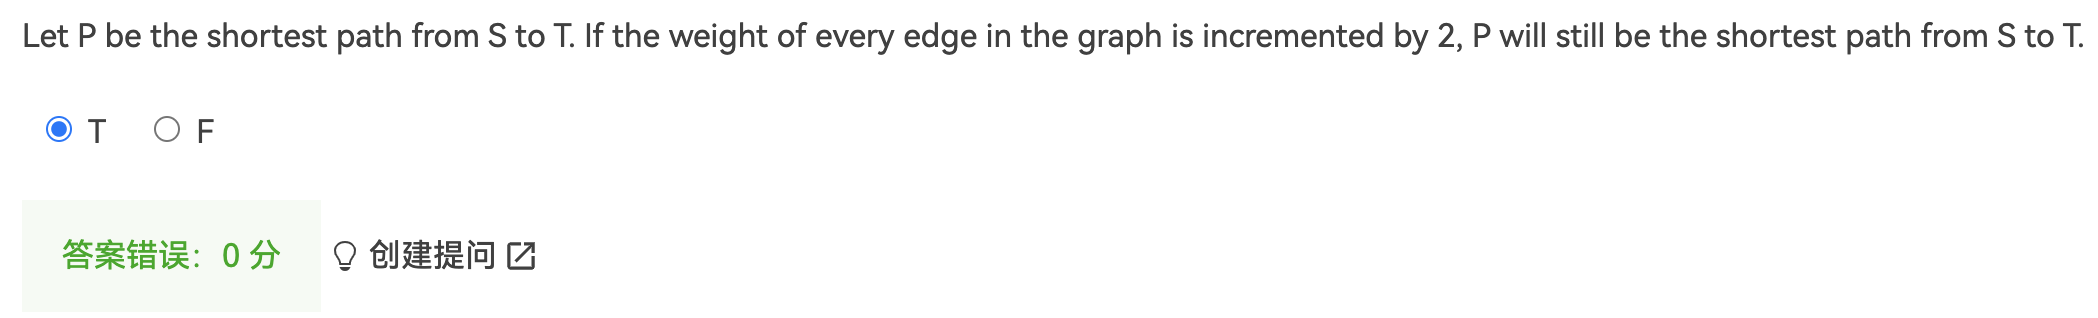 Let P be the shortest path from S to T. If the weight of every edge in the graph is incremented by 2, P will still be the shortest path from S to T.
T F
答案错误：0 分 创建提问